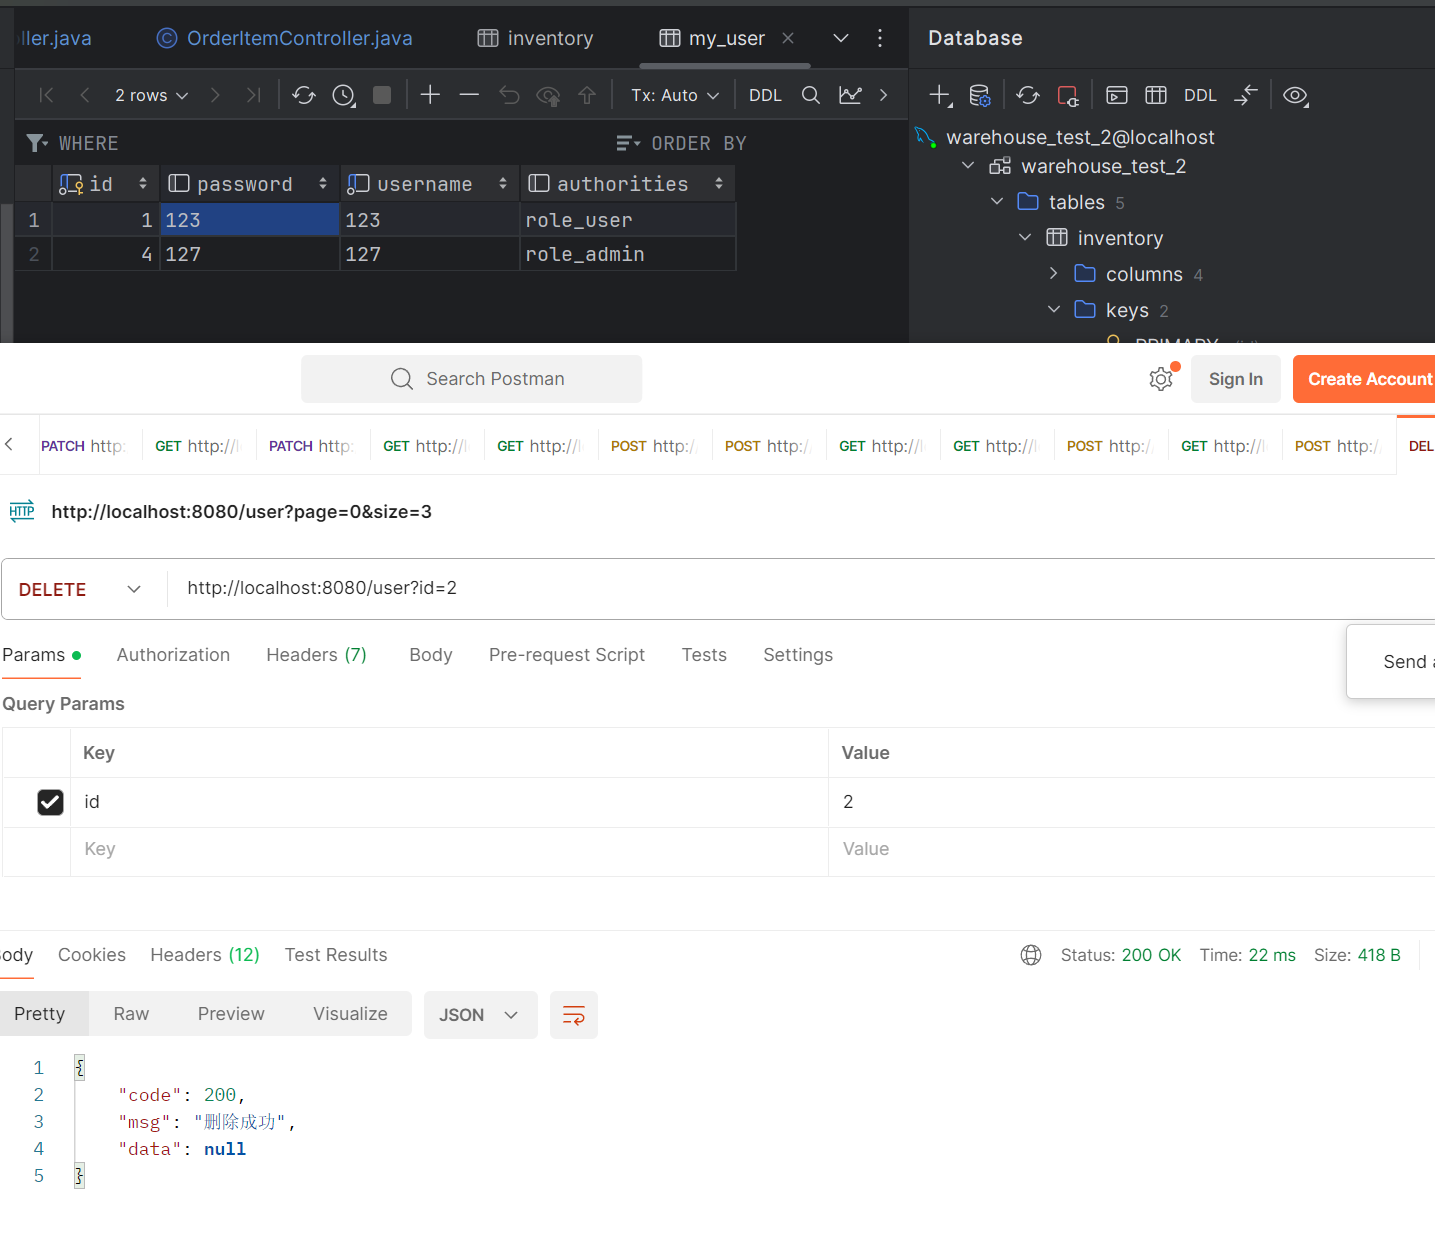 ller.java OrderItemController.java inventory my_user
Database
2 rows Tx: Auto DDL
DDL
WHERE ORDER BY
id password username authorities
1 1 123 123 role_user
2 4 127 127 role_admin
warehouse_test_2@localhost
warehouse_test_2
tables 5
inventory
columns 4
keys 2
Search Postman
Sign In
Create Account
PATCH http: GET http://l PATCH http: GET http://l GET http://l POST http:/ POST http:/ GET http://l GET http://l POST http:/ GET http://l POST http:/ DEL
HTTP http://localhost:8080/user?page=0&size=3
DELETE http://localhost:8080/user?id=2
Params Authorization Headers (7) Body Pre-request Script Tests Settings
Send
Query Params
Key Value
id 2
Key Value
ody Cookies Headers (12) Test Results Status: 200 OK Time: 22 ms Size: 418 B
Pretty Raw Preview Visualize JSON
1 {
2 "code": 200,
3 "msg": "删除成功",
4 "data": null
5 }